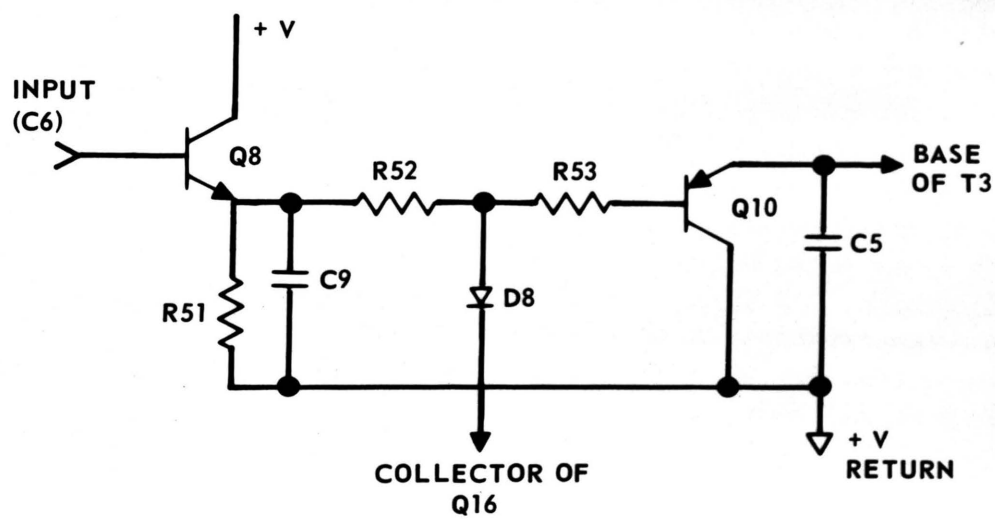 + V
INPUT
(C6)
Q8
R52
R53
BASE
OF T3
Q10
C5
C9
D8
R51
+ V
RETURN
COLLECTOR OF
Q16